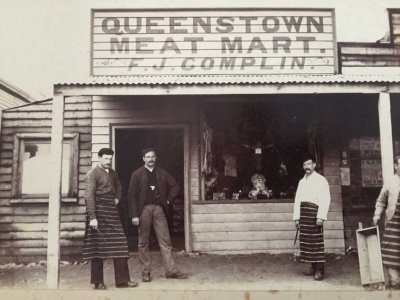 QUEENSTOWN
MEAT MART.
F.J. COMPLIN.